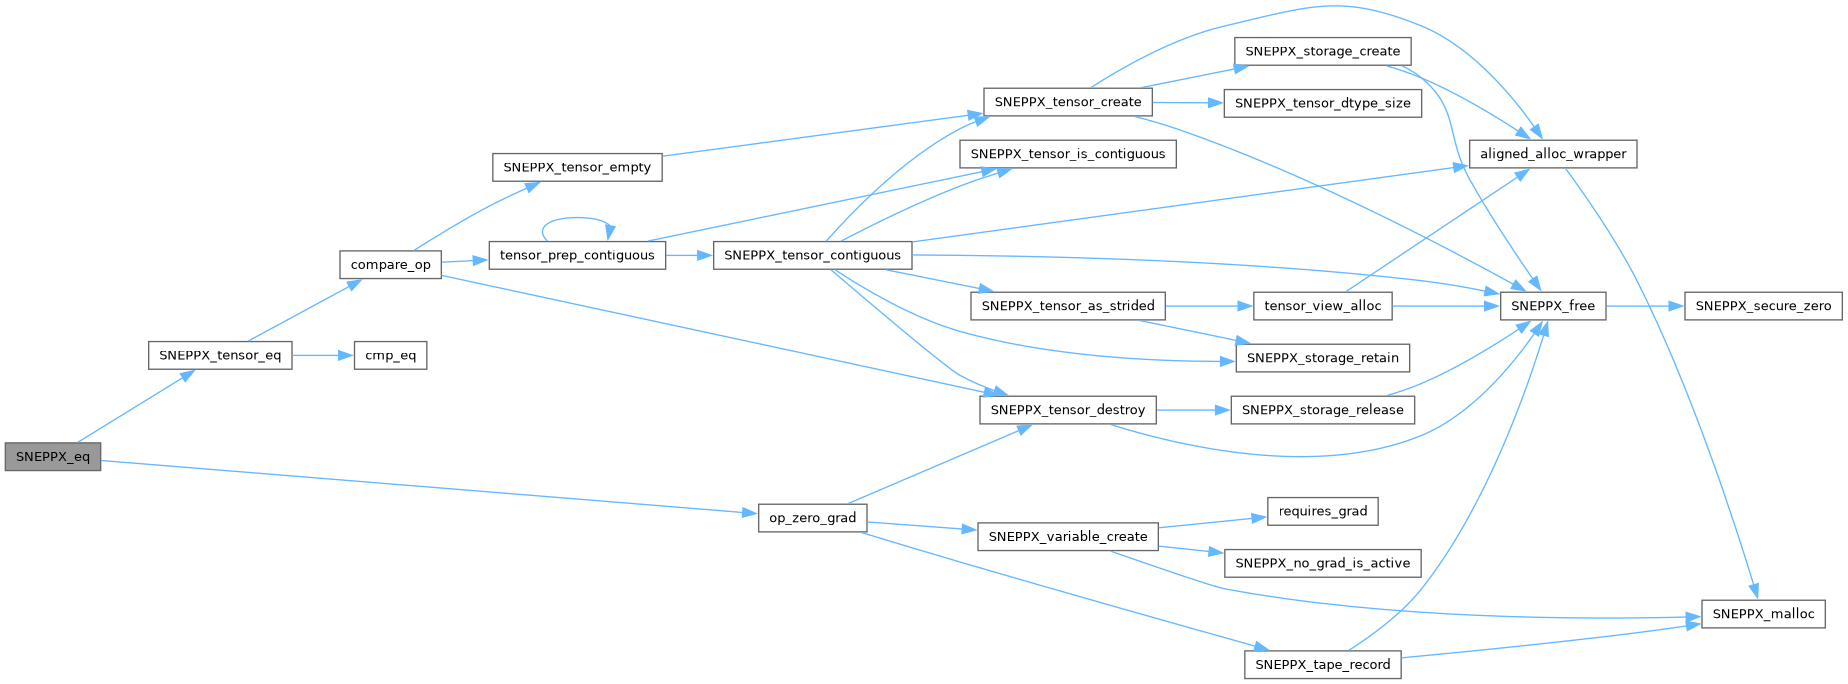 SNEPPX_eq
SNEPPX_tensor_eq
compare_op
cmp_eq
SNEPPX_tensor_empty
tensor_prep_contiguous
SNEPPX_tensor_contiguous
op_zero_grad
SNEPPX_tensor_create
SNEPPX_tensor_is_contiguous
SNEPPX_tensor_as_strided
SNEPPX_tensor_destroy
SNEPPX_variable_create
SNEPPX_storage_create
SNEPPX_tensor_dtype_size
tensor_view_alloc
SNEPPX_storage_retain
SNEPPX_storage_release
requires_grad
SNEPPX_no_grad_is_active
SNEPPX_tape_record
aligned_alloc_wrapper
SNEPPX_free
SNEPPX_secure_zero
SNEPPX_malloc